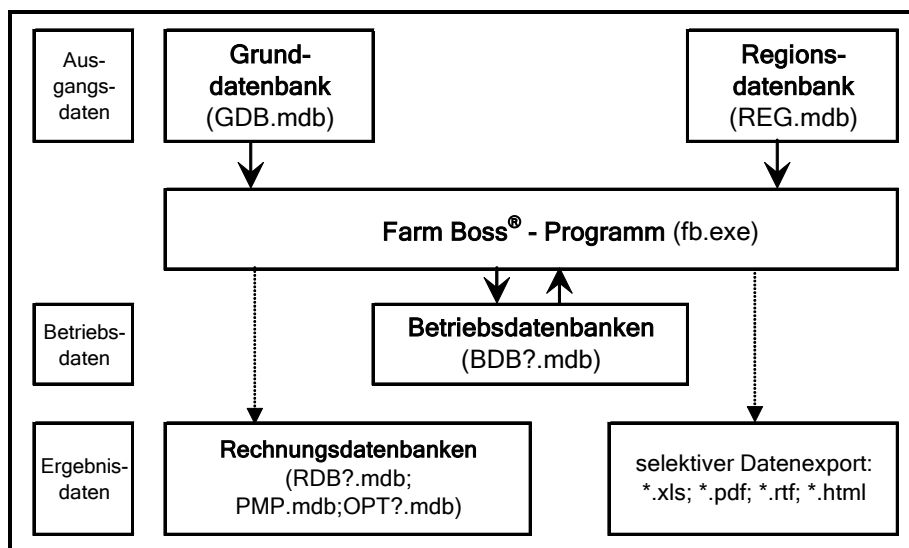 Aus-
gangs-
daten
Grund-
datenbank
(GDB.mdb)
Regions-
datenbank
(REG.mdb)
Farm Boss® - Programm (fb.exe)
Betriebs-
daten
Betriebsdatenbanken
(BDB?.mdb)
Ergebnis-
daten
Rechnungsdatenbanken
(RDB?.mdb;
PMP.mdb;OPT?.mdb)
selektiver Datenexport:
*.xls; *.pdf; *.rtf; *.html